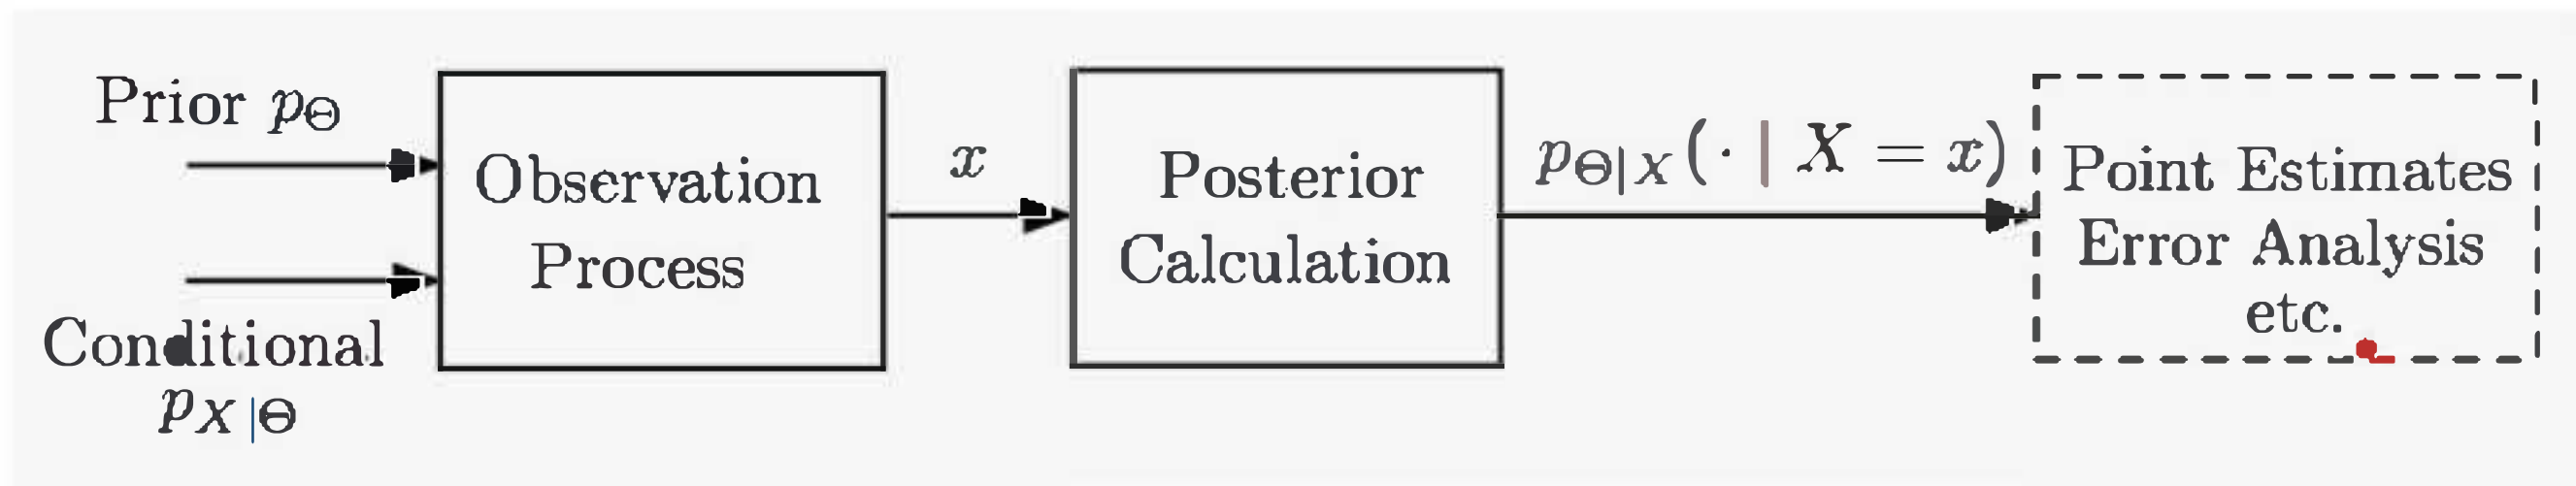 Prior pΘ
Observation
Process
Conditional
pX|Θ
x
Posterior
Calculation
pΘ|X(· | X = x)
Point Estimates
Error Analysis
etc.